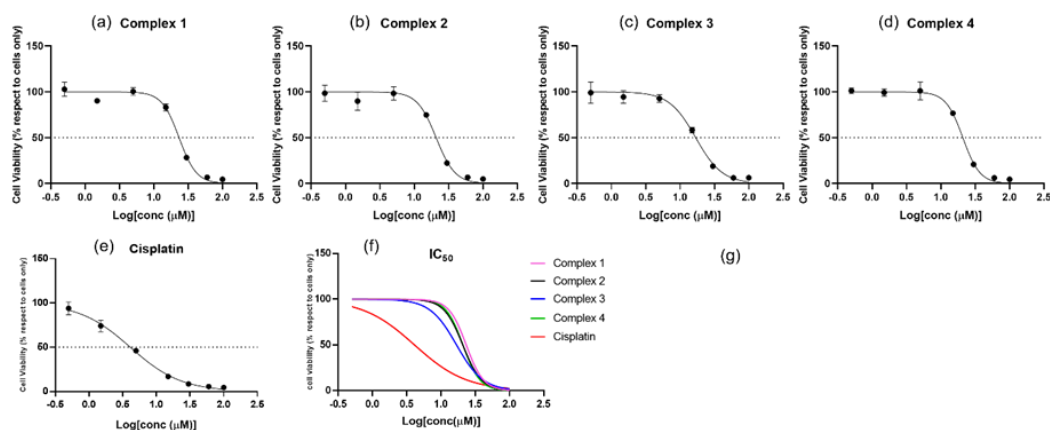 (a) Complex 1
Cell Viability (% respect to cells only)
150
100
50
0
-0.5 0.0 0.5 1.0 1.5 2.0 2.5
Log[conc (μM)]
(b) Complex 2
Cell Viability (% respect to cells only)
150
100
50
0
-0.5 0.0 0.5 1.0 1.5 2.0 2.5
Log[conc (μM)]
(c) Complex 3
Cell Viability (% respect to cells only)
150
100
50
0
-0.5 0.0 0.5 1.0 1.5 2.0 2.5
Log[conc (μM)]
(d) Complex 4
Cell Viability (% respect to cells only)
150
100
50
0
-0.5 0.0 0.5 1.0 1.5 2.0 2.5
Log[conc (μM)]
(e) Cisplatin
Cell Viability (% respect to cells only)
150
100
50
0
-0.5 0.0 0.5 1.0 1.5 2.0 2.5
Log[conc (μM)]
(f) IC50
cell viability (% respect to cells only)
150
100
50
0
-0.5 0.0 0.5 1.0 1.5 2.0 2.5
Log[conc(μM)]
Complex 1
Complex 2
Complex 3
Complex 4
Cisplatin
(g)